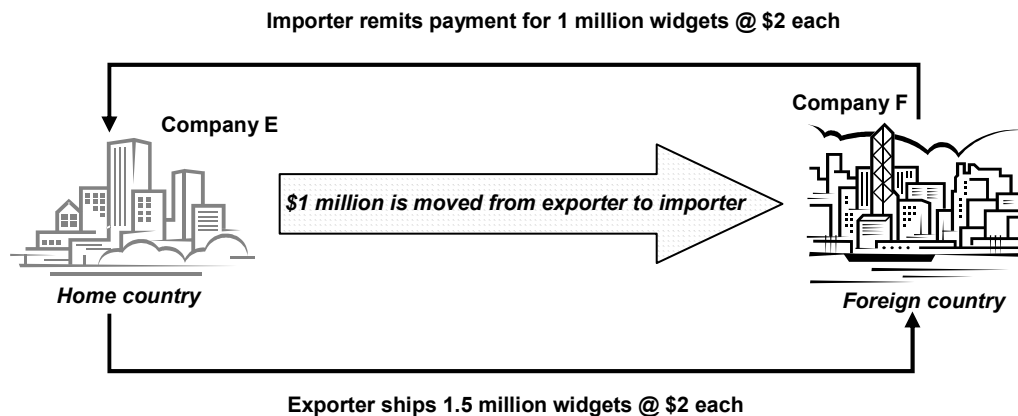 Importer remits payment for 1 million widgets @ $2 each
Company E
Company F
$1 million is moved from exporter to importer
Home country
Foreign country
Exporter ships 1.5 million widgets @ $2 each